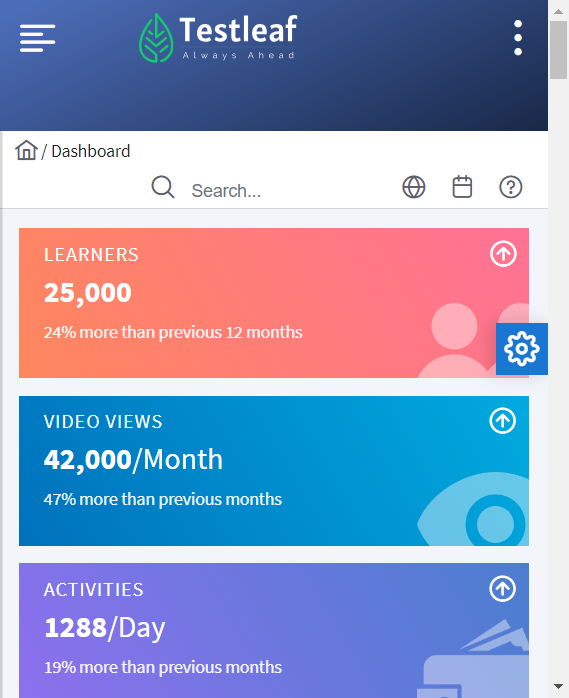 Testleaf
Always Ahead
/ Dashboard
Search...
LEARNERS
25,000
24% more than previous 12 months
VIDEO VIEWS
42,000/Month
47% more than previous months
ACTIVITIES
1288/Day
19% more than previous months